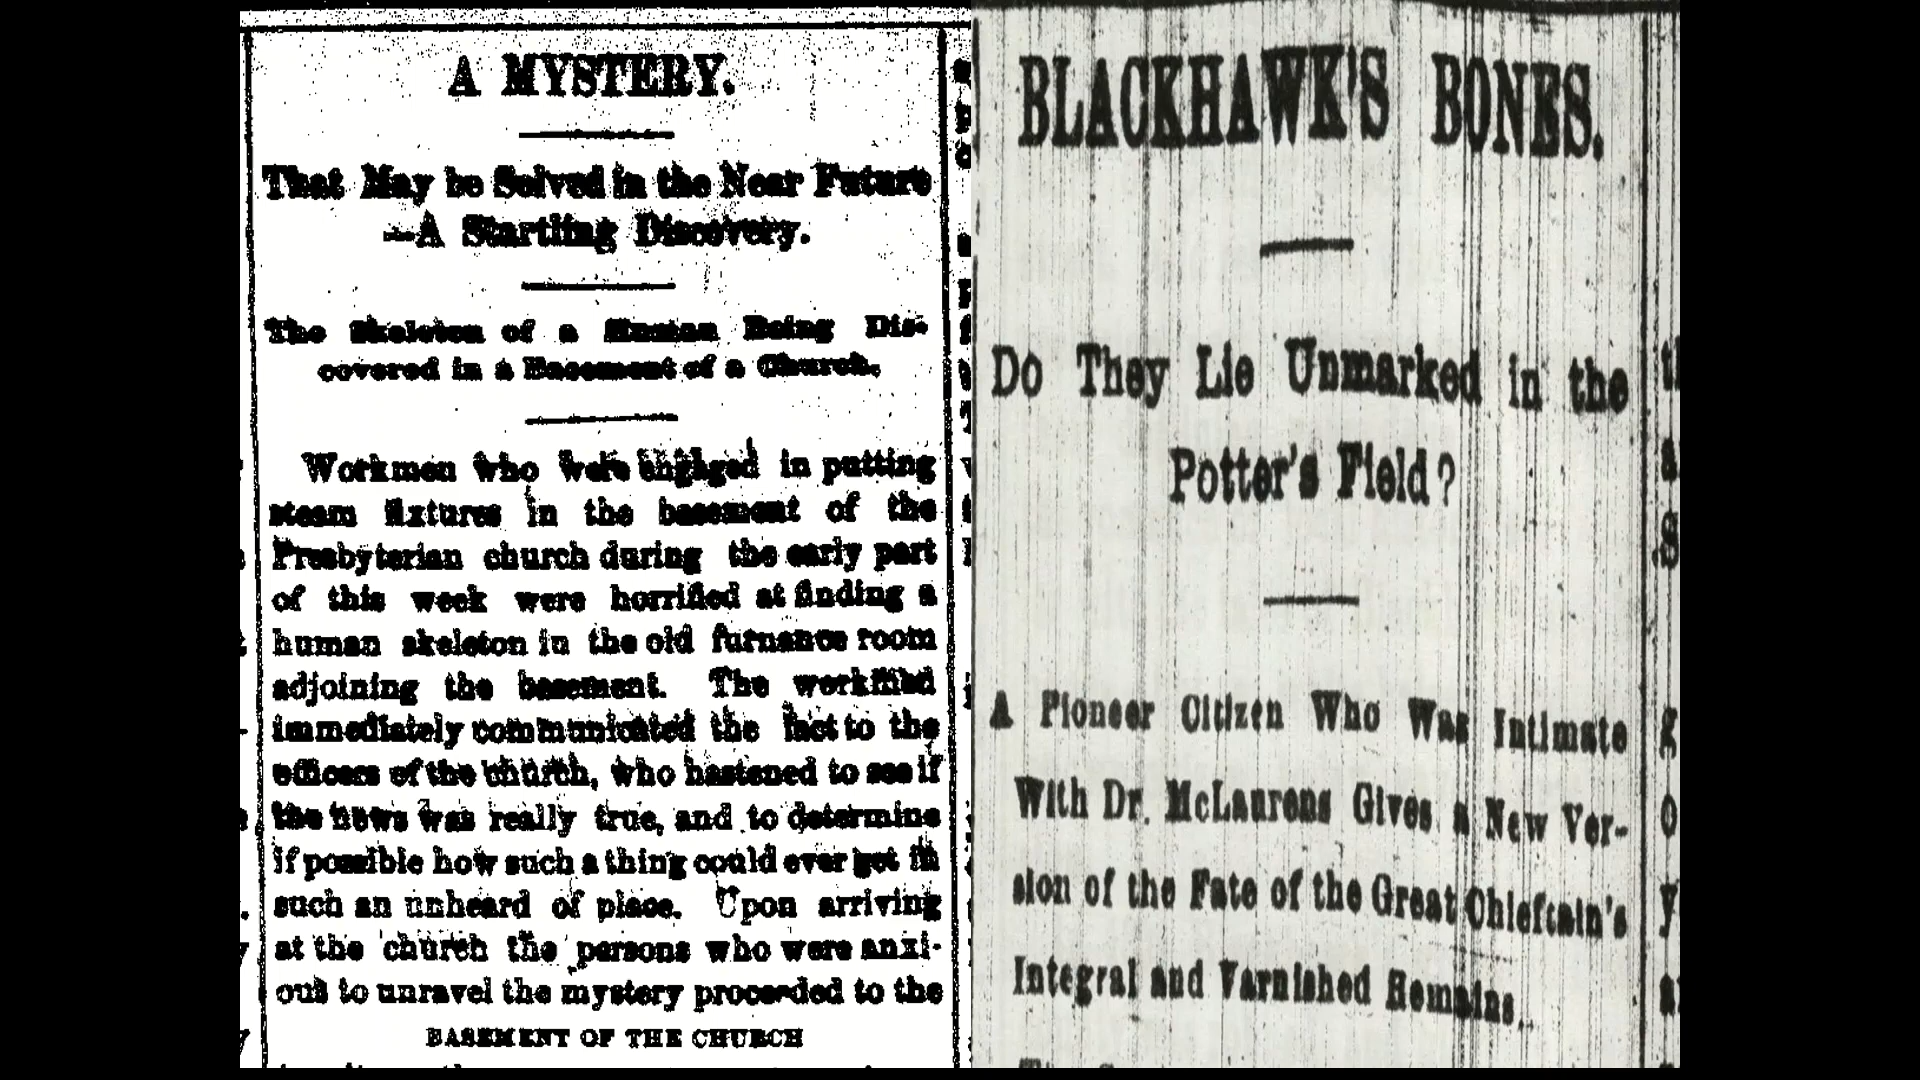 A MYSTERY.
That May be Solved in the Near Future
—A Startling Discovery.
The Skeleton of a Human Being Dis-
covered in a Basement of a Church.
Workmen who were engaged in putting
steam fixtures in the basement of the
Presbyterian church during the early part
of this week were horrified at finding a
human skeleton in the old furnance room
adjoining the basement. The
immediately communicated the fact to the
officers of the church, who hastened to see if
the news was really true, and to determine
if possible how such a thing could ever get in
such an unheard of place. Upon arriving
at the church the persons who were anxi-
ous to unravel the mystery proceeded to the
BASEMENT OF THE CHURCH
BLACKHAWK'S BONES.
Do They Lie Unmarked in the
Potter's Field?
A Pioneer Citizen Who Was Intimate
With Dr. McLaurens Gives a New Ver-
sion of the Fate of the Great Chieftain's
Integral and Varnished Remains.